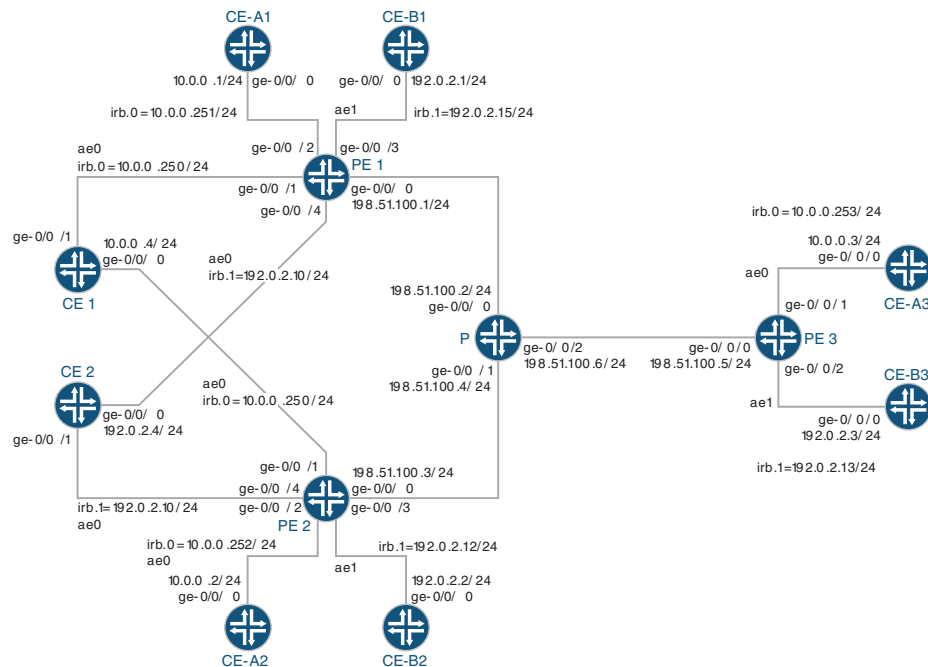 CE-A1
CE-B1
10.0.0 .1/24 ge-0/0/ 0
ge-0/0/ 0 192.0.2.1/24
irb.0=10.0.0 .251/24
ae1
irb.1=192.0.2.15/24
ae0
irb.0=10.0.0 .250/24
ge-0/0 /2
ge-0/0 /3
PE 1
ge-0/0 /1
ge-0/0/ 0
198.51.100.1/24
ge-0/0 /4
ge-0/0 /1
10.0.0 .4/24
ge-0/0/ 0
CE 1
ae0
irb.1=192.0.2.10/24
irb.0=10.0.0.253/24
10.0.0.3/24
ge-0/0/0
ae0
CE-A3
198.51.100.2/24
ge-0/0/ 0
ge-0/0/1
P
ge-0/0/2
198.51.100.6/24
ge-0/0/0
198.51.100.5/24
PE 3
ge-0/0 /1
198.51.100.4/24
ge-0/0/2
CE 2
ae0
irb.0=10.0.0 .250/24
ge-0/0/ 0
192.0.2.4/24
ge-0/0 /1
ae1
ge-0/0/0
192.0.2.3/24
CE-B3
irb.1=192.0.2.13/24
ge-0/0 /1
198.51.100.3/24
ge-0/0 /4
ge-0/0/ 0
irb.1=192.0.2.10/24
ae0
ge-0/0 /2
ge-0/0 /3
PE 2
irb.0=10.0.0.252/24
ae0
irb.1=192.0.2.12/24
ae1
10.0.0 .2/24
ge-0/0/ 0
192.0.2.2/24
ge-0/0/ 0
CE-A2
CE-B2